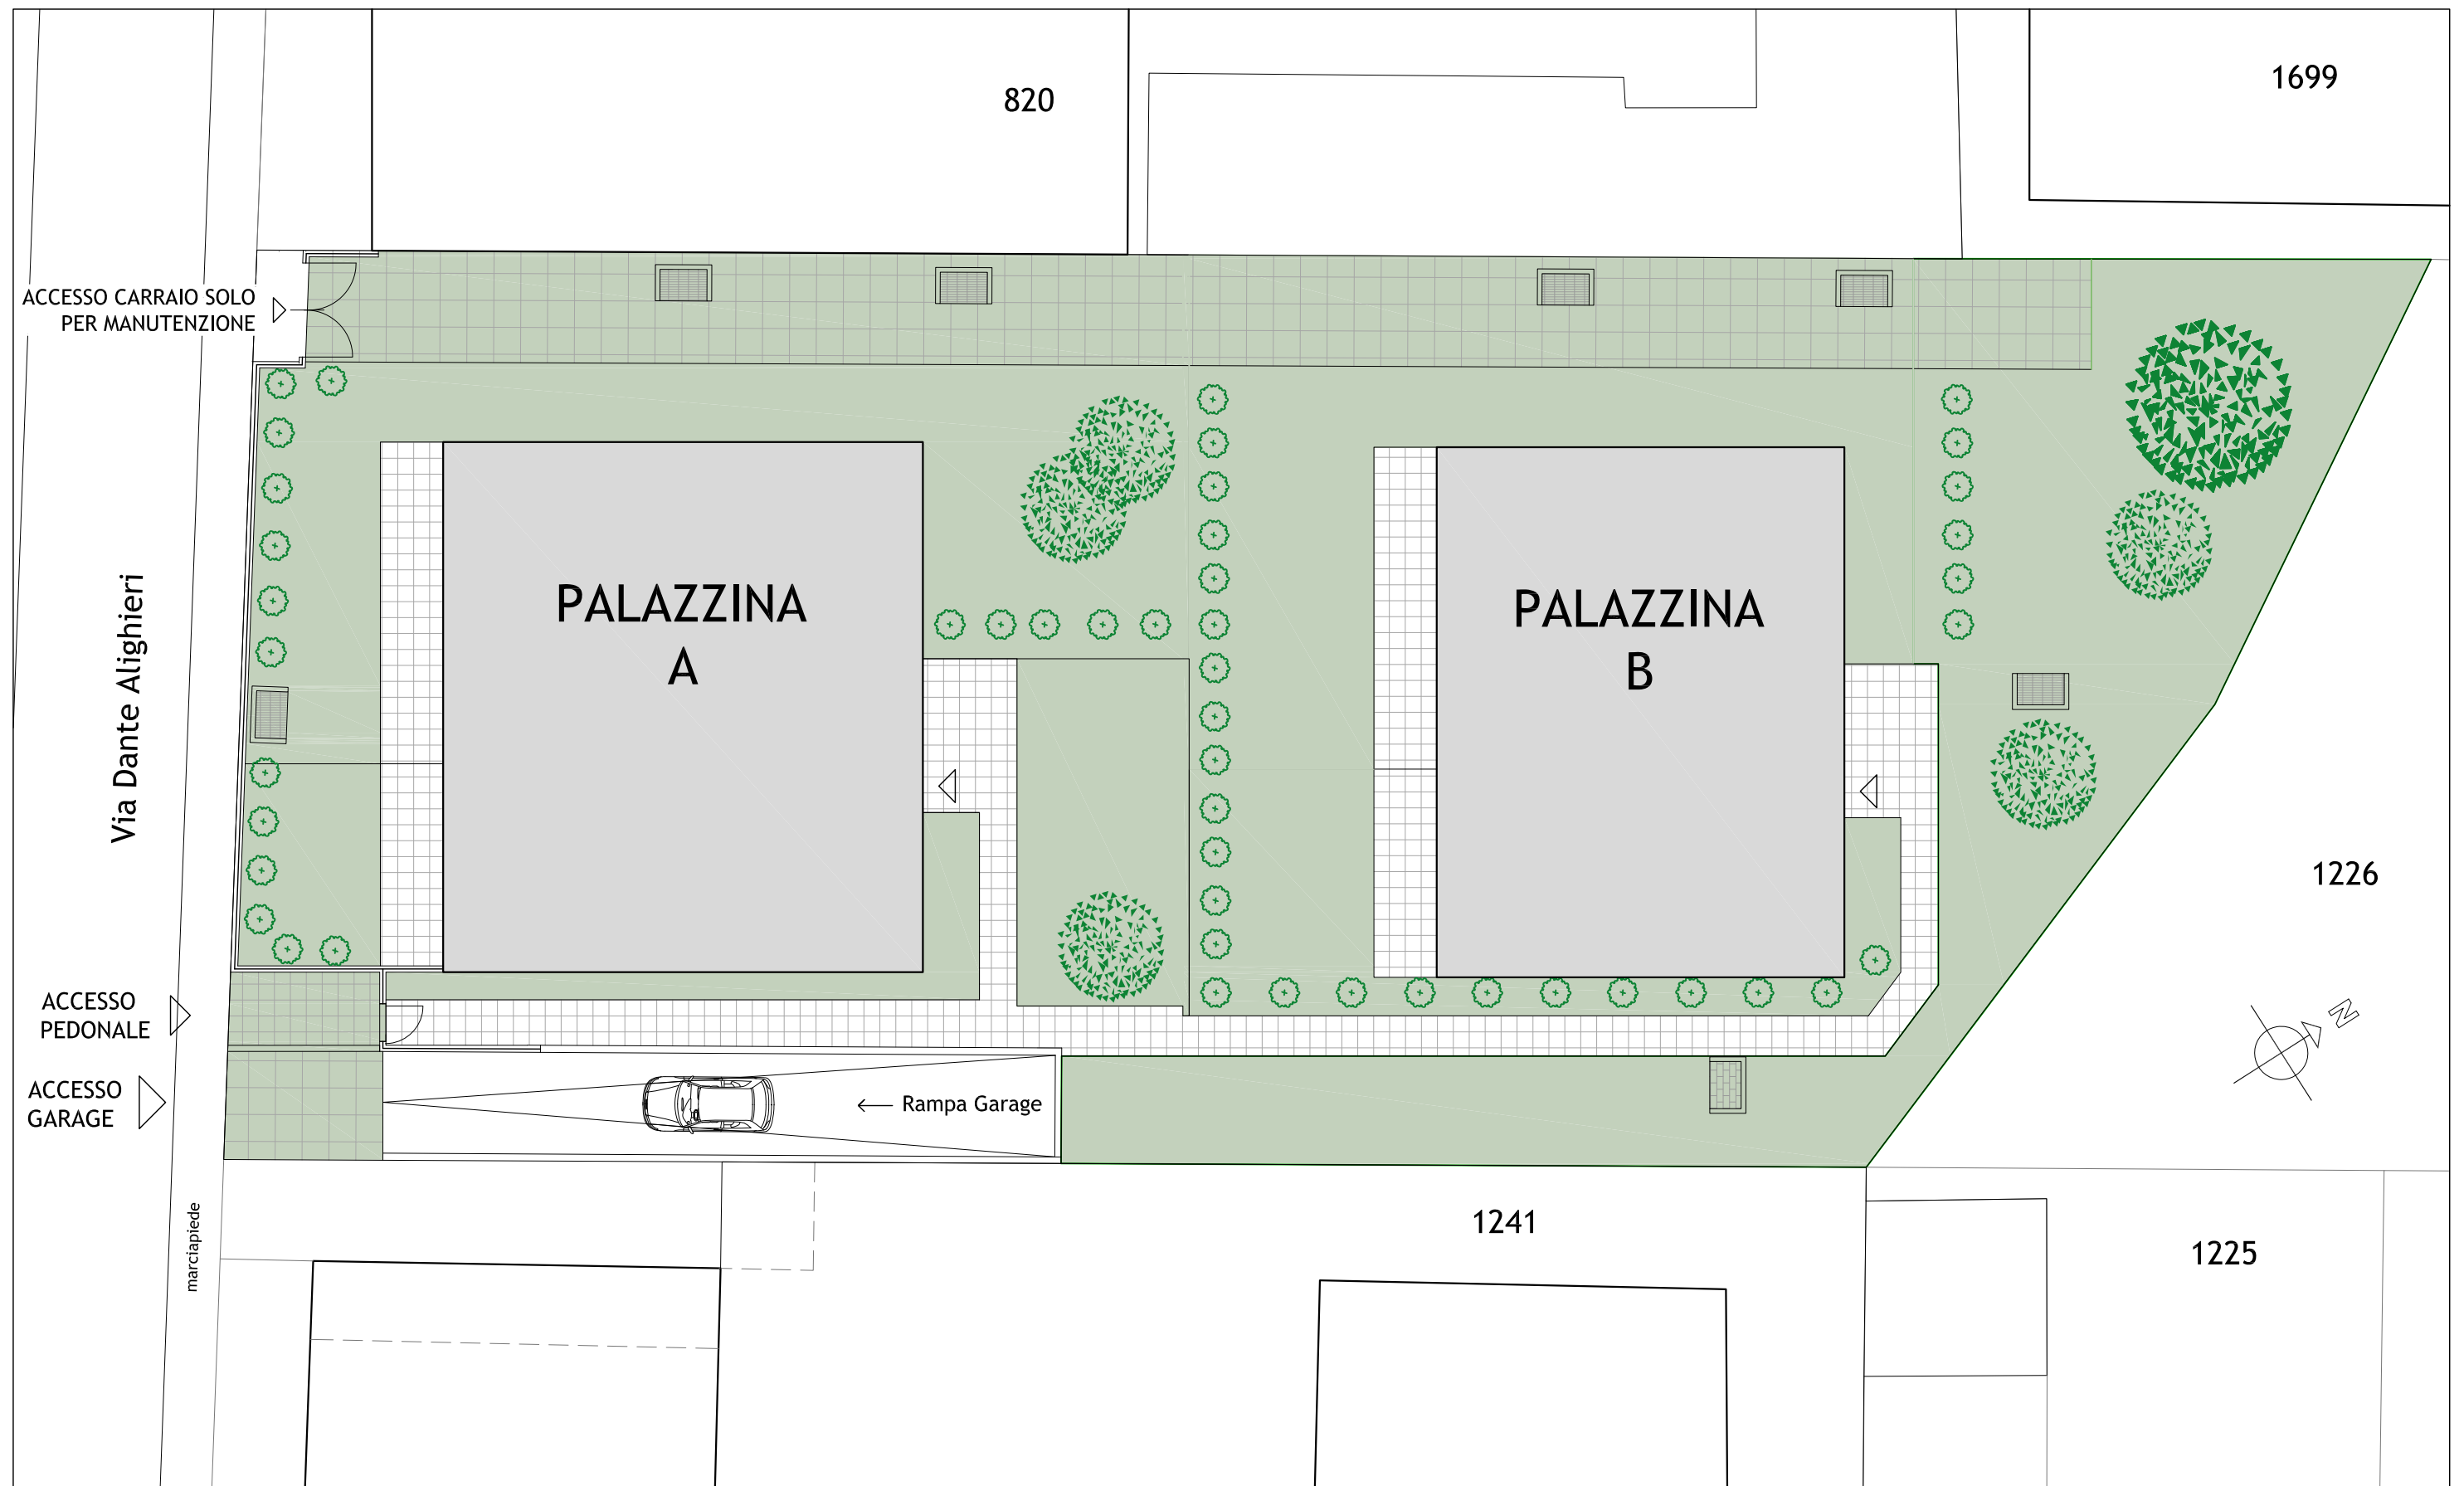 820
1699
ACCESSO CARRAIO SOLO
PER MANUTENZIONE
PALAZZINA
A
PALAZZINA
B
Via Dante Alighieri
1226
ACCESSO
PEDONALE
N
ACCESSO
GARAGE
Rampa Garage
marciapiede
1241
1225